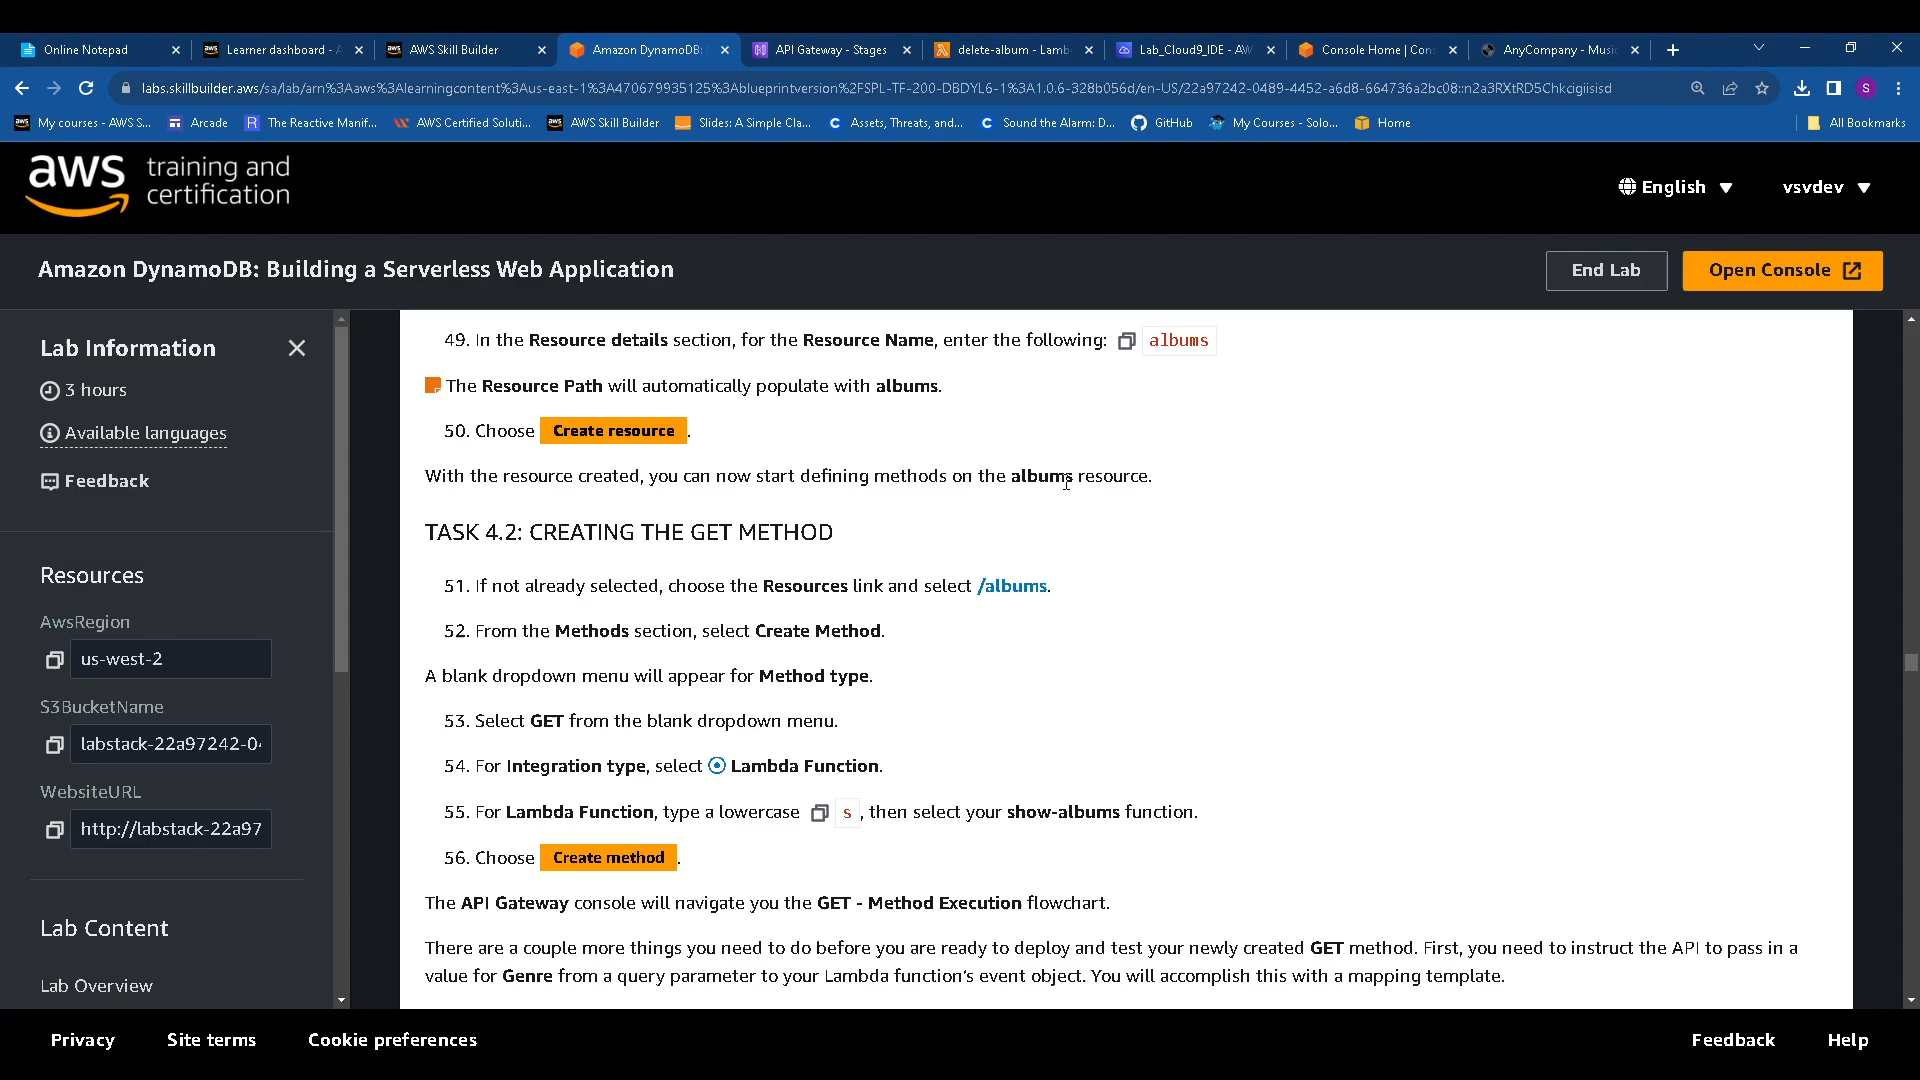 Online Notepad
Learner dashboard - A
AWS Skill Builder
Amazon DynamoDB:
API Gateway - Stages
delete-album - Lamb
Lab_Cloud9_IDE - AW
Console Home | Con
AnyCompany - Music
labs.skillbuilder.aws/sa/lab/arn%3Aaws%3Alearningcontent%3Aus-east-1%3A470679935125%3Ablueprintversion%2FSPL-TF-200-DBDYL6-1%3A1.0.6-328b056d/en-US/22a97242-0489-4452-a6d8-664736a2bc08::n2a3RXtRD5Chkcigiisisd
S
My courses - AWS S...
Arcade
The Reactive Manif...
AWS Certified Soluti...
AWS Skill Builder
Slides: A Simple Cla...
Assets, Threats, and...
Sound the Alarm: D...
GitHub
My Courses - Solo...
Home
All Bookmarks
aws training and certification
English
vsvdev
Amazon DynamoDB: Building a Serverless Web Application
End Lab
Open Console
Lab Information
3 hours
Available languages
Feedback
Resources
AwsRegion
us-west-2
S3BucketName
labstack-22a97242-04
WebsiteURL
http://labstack-22a97
Lab Content
Lab Overview
49. In the Resource details section, for the Resource Name, enter the following: albums
The Resource Path will automatically populate with albums.
50. Choose Create resource.
With the resource created, you can now start defining methods on the albums resource.
TASK 4.2: CREATING THE GET METHOD
51. If not already selected, choose the Resources link and select /albums.
52. From the Methods section, select Create Method.
A blank dropdown menu will appear for Method type.
53. Select GET from the blank dropdown menu.
54. For Integration type, select Lambda Function.
55. For Lambda Function, type a lowercase s, then select your show-albums function.
56. Choose Create method.
The API Gateway console will navigate you the GET - Method Execution flowchart.
There are a couple more things you need to do before you are ready to deploy and test your newly created GET method. First, you need to instruct the API to pass in a
value for Genre from a query parameter to your Lambda function's event object. You will accomplish this with a mapping template.
Privacy
Site terms
Cookie preferences
Feedback
Help